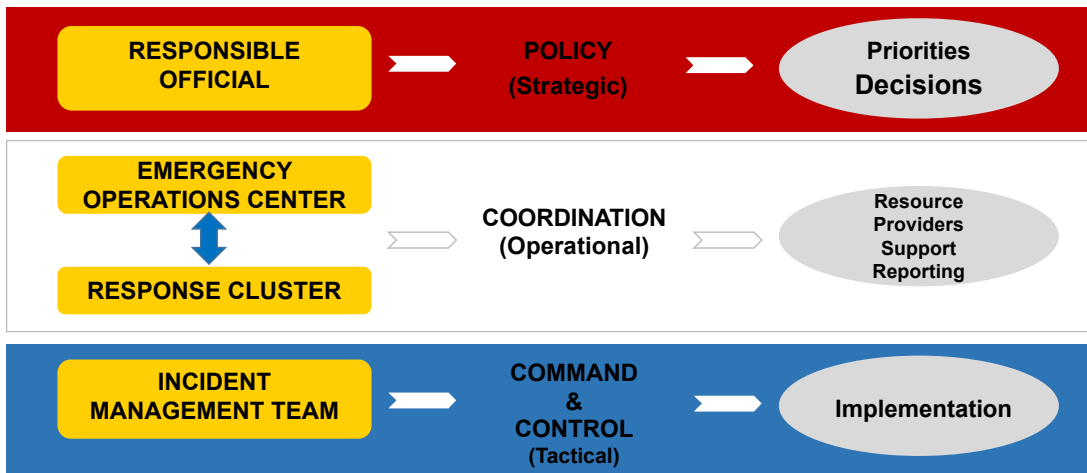 RESPONSIBLE
OFFICIAL
POLICY
(Strategic)
Priorities
Decisions
EMERGENCY
OPERATIONS CENTER
RESPONSE CLUSTER
COORDINATION
(Operational)
Resource
Providers
Support
Reporting
INCIDENT
MANAGEMENT TEAM
COMMAND
&
CONTROL
(Tactical)
Implementation